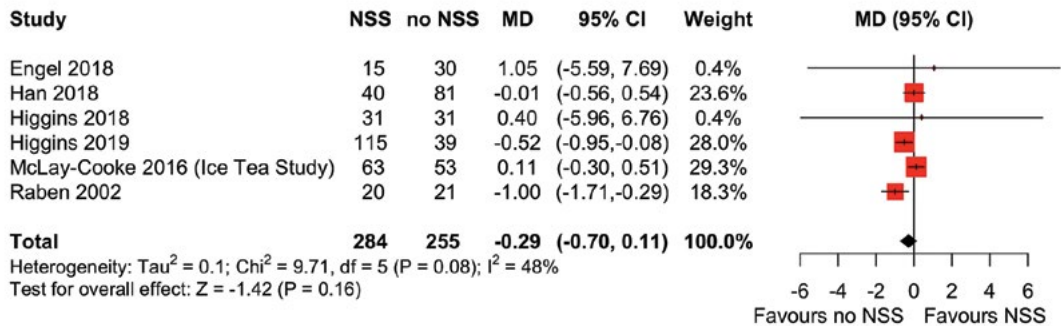 Study NSS no NSS MD 95% CI Weight MD (95% CI)
Engel 2018 15 30 1.05 (-5.59, 7.69) 0.4%
Han 2018 40 81 -0.01 (-0.56, 0.54) 23.6%
Higgins 2018 31 31 0.40 (-5.96, 6.76) 0.4%
Higgins 2019 115 39 -0.52 (-0.95,-0.08) 28.0%
McLay-Cooke 2016 (Ice Tea Study) 63 53 0.11 (-0.30, 0.51) 29.3%
Raben 2002 20 21 -1.00 (-1.71,-0.29) 18.3%
Total 284 255 -0.29 (-0.70, 0.11) 100.0%
Heterogeneity: Tau² = 0.1; Chi² = 9.71, df = 5 (P = 0.08); I² = 48%
Test for overall effect: Z = -1.42 (P = 0.16)
-6 -4 -2 0 2 4 6
Favours no NSS Favours NSS